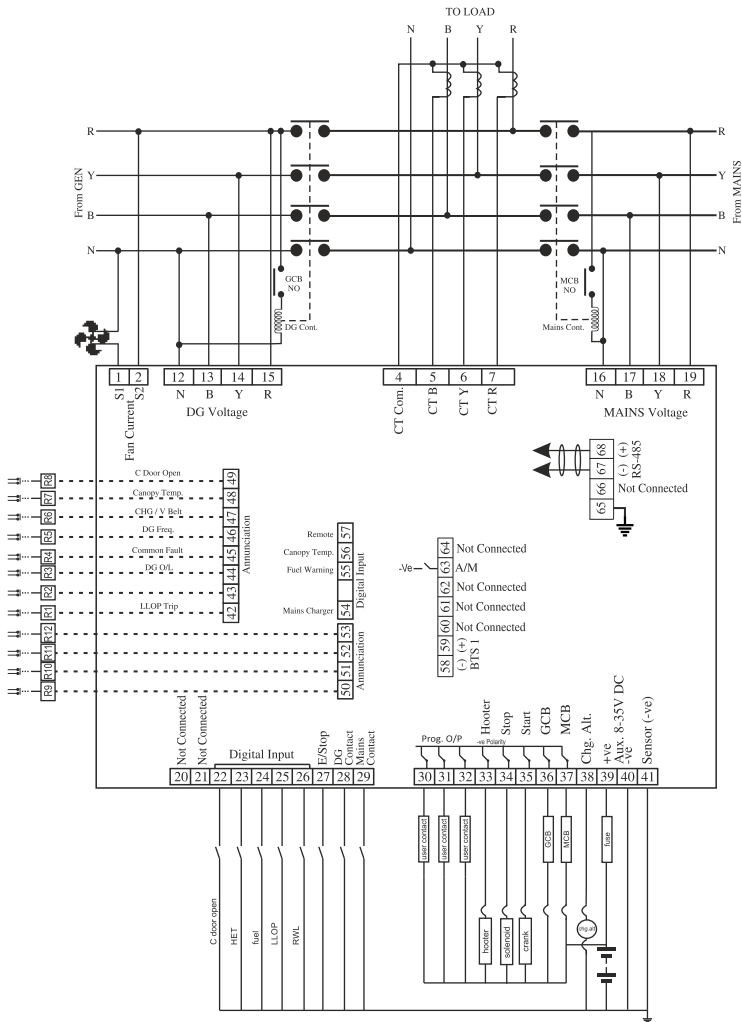 TO LOAD
N B Y R
R R
Y Y
From GEN From MAINS
B B
N N
GCB
NO
DG Cont.
MCB
NO
Mains Cont.
1 2 12 13 14 15 4 5 6 7 16 17 18 19
S1 S2 N B Y R CT Com. CT B CT Y CT R N B Y R
Fan Current
DG Voltage
MAINS Voltage
68 (+)
67 (-)
RS-485
66 Not Connected
65
R8 C Door Open 49
R7 Canopy Temp. 48
R6 CHG / V Belt 47
R5 DG Freq. 46
R4 Common Fault 45
R3 DG O/L 44
R2 43
R1 LLOP Trip 42
Annunciation
Remote 57
Canopy Temp. 56
Fuel Warning 55
Mains Charger 54
Digital Input
R12 53
R11 52
R10 51
R9 50
Annunciation
64 Not Connected
-Ve 63 A/M
62 Not Connected
61 Not Connected
60 Not Connected
59 (+)
58 (-)
BTS 1
Not Connected
Not Connected
Digital Input
E/Stop
DG Contact
Mains Contact
Prog. O/P
-ve Polarity
Hooter
Stop
Start
GCB
MCB
Chg. Alt.
+ve
Aux. 8-35V DC
-ve
Sensor (-ve)
20 21 22 23 24 25 26 27 28 29 30 31 32 33 34 35 36 37 38 39 40 41
user contact
user contact
user contact
GCB
MCB
fuse
C door open
HET
fuel
LLOP
RWL
hooter
solenoid
crank
chg.alt